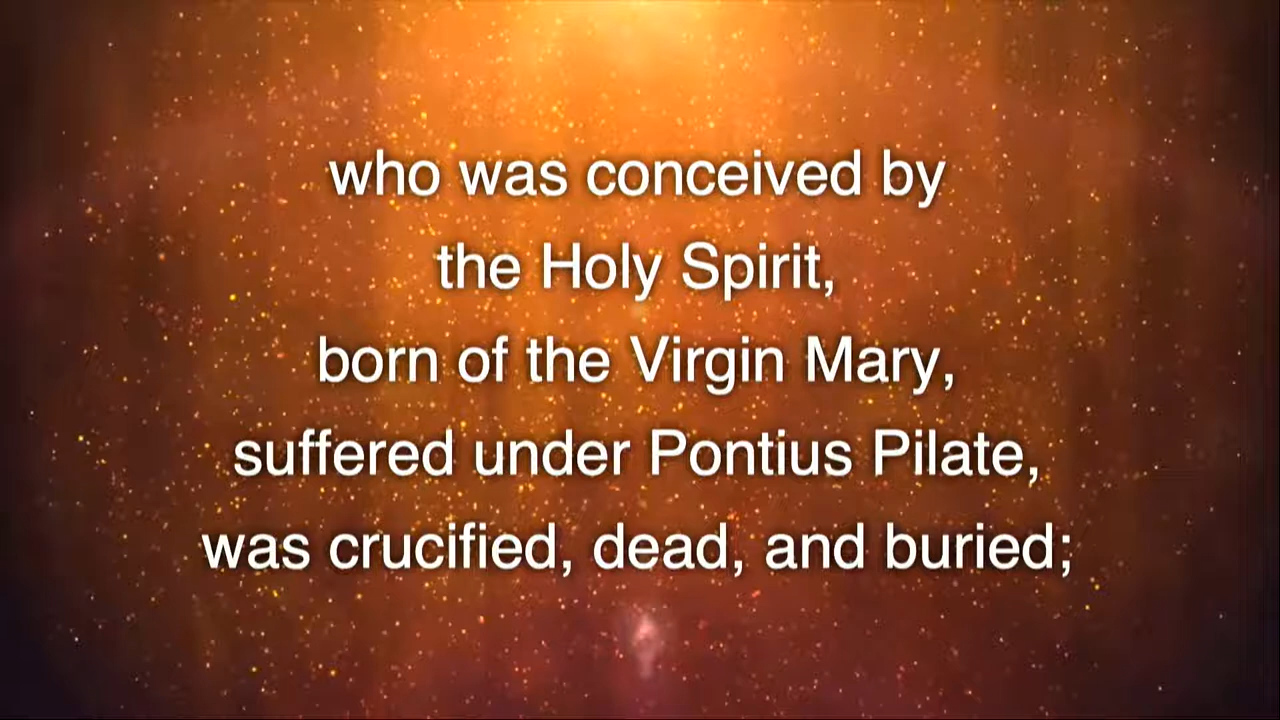 who was conceived by
the Holy Spirit,
born of the Virgin Mary,
suffered under Pontius Pilate,
was crucified, dead, and buried;